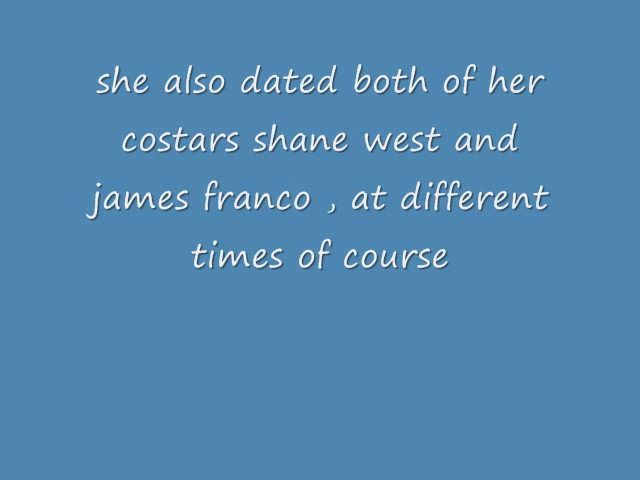 she also dated both of her
costars shane west and
james franco , at different
times of course